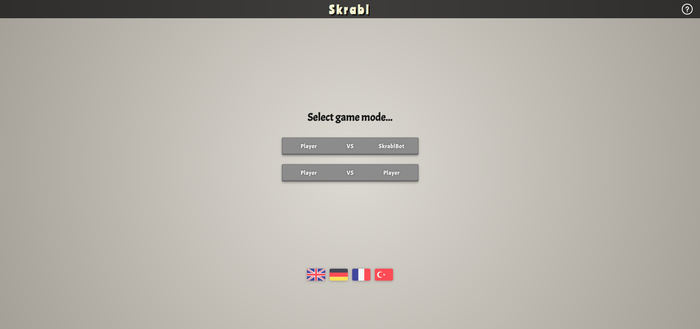 Skrabl
?
Select game mode...
Player VS SkrablBot
Player VS Player